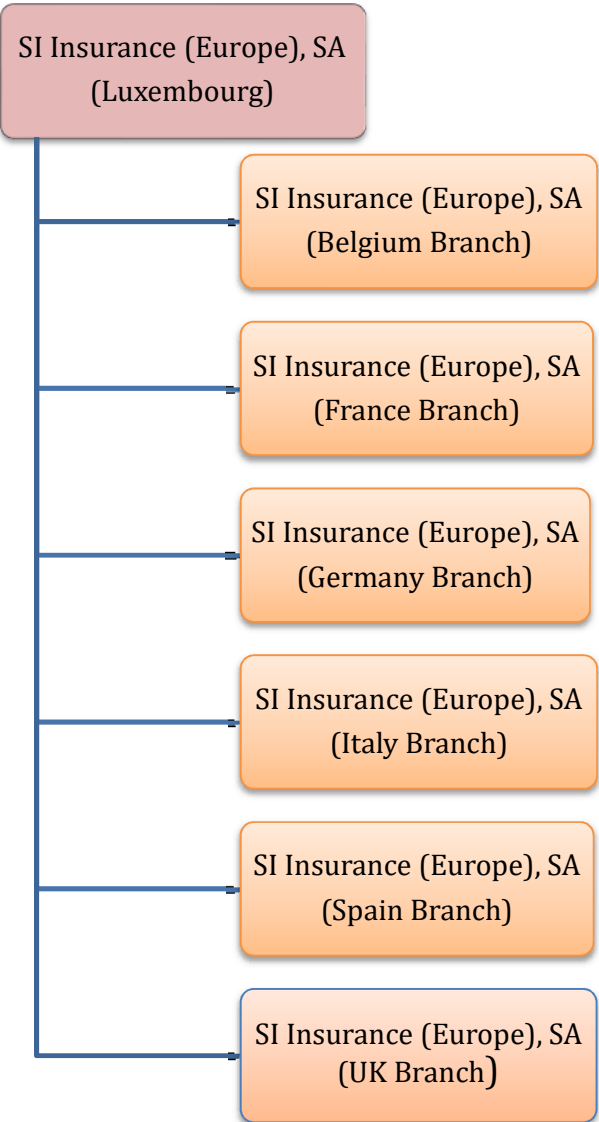 SI Insurance (Europe), SA
(Luxembourg)
SI Insurance (Europe), SA
(Belgium Branch)
SI Insurance (Europe), SA
(France Branch)
SI Insurance (Europe), SA
(Germany Branch)
SI Insurance (Europe), SA
(Italy Branch)
SI Insurance (Europe), SA
(Spain Branch)
SI Insurance (Europe), SA
(UK Branch)